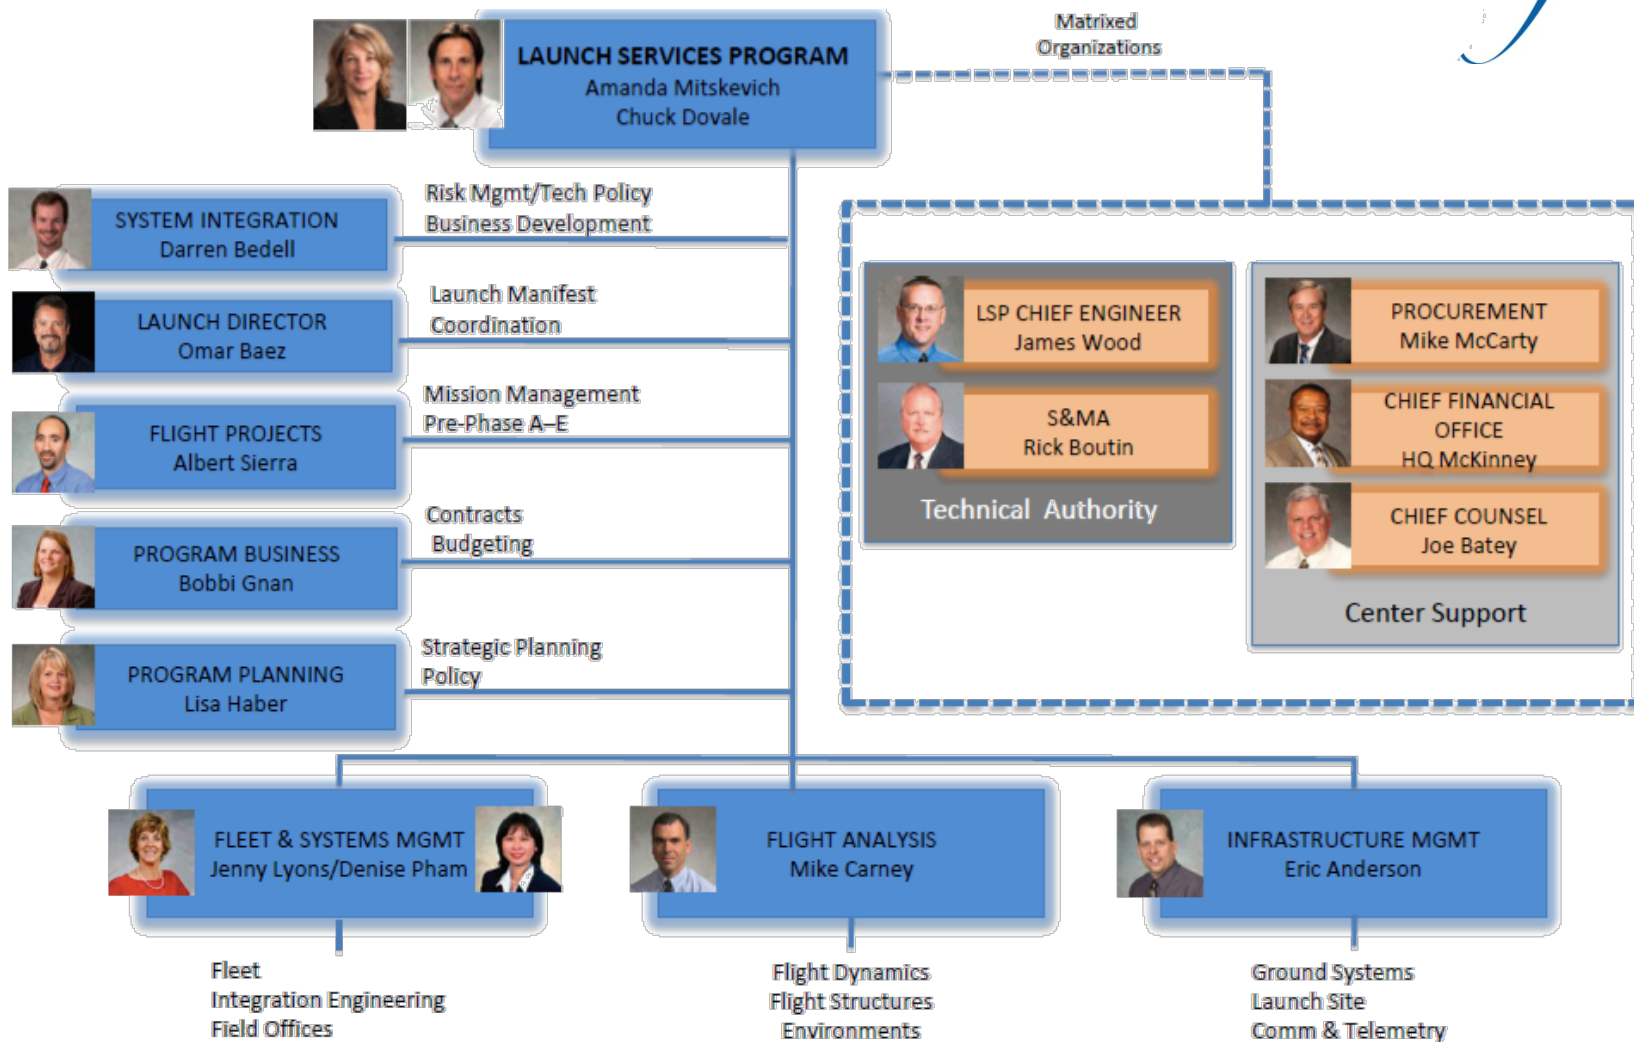 LAUNCH SERVICES PROGRAM
Amanda Mitskevich
Chuck Dovale
Matrixed
Organizations
SYSTEM INTEGRATION
Darren Bedell
Risk Mgmt/Tech Policy
Business Development
LAUNCH DIRECTOR
Omar Baez
Launch Manifest
Coordination
FLIGHT PROJECTS
Albert Sierra
Mission Management
Pre-Phase A–E
PROGRAM BUSINESS
Bobbi Gnan
Contracts
Budgeting
PROGRAM PLANNING
Lisa Haber
Strategic Planning
Policy
LSP CHIEF ENGINEER
James Wood
S&MA
Rick Boutin
Technical Authority
PROCUREMENT
Mike McCarty
CHIEF FINANCIAL
OFFICE
HQ McKinney
CHIEF COUNSEL
Joe Batey
Center Support
FLEET & SYSTEMS MGMT
Jenny Lyons/Denise Pham
Fleet
Integration Engineering
Field Offices
FLIGHT ANALYSIS
Mike Carney
Flight Dynamics
Flight Structures
Environments
INFRASTRUCTURE MGMT
Eric Anderson
Ground Systems
Launch Site
Comm & Telemetry